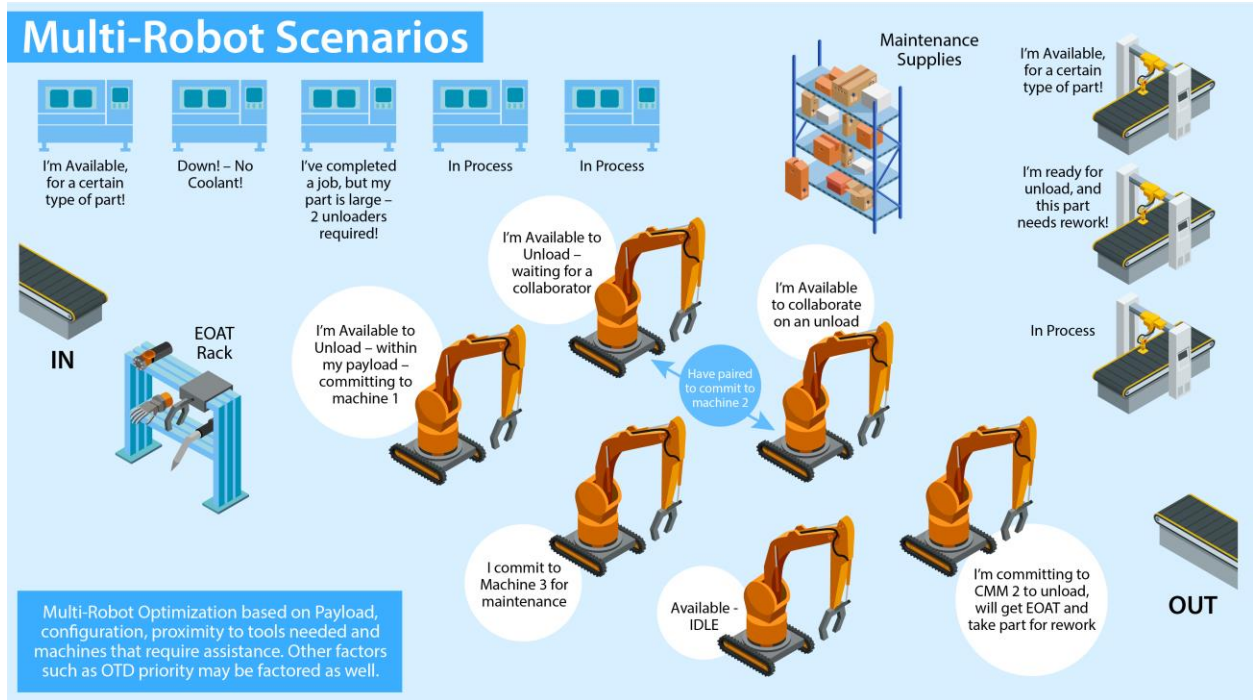 Multi-Robot Scenarios
I'm Available,
for a certain
type of part!
Down! – No
Coolant!
I've completed
a job, but my
part is large –
2 unloaders
required!
In Process
In Process
Maintenance
Supplies
I'm Available,
for a certain
type of part!
I'm ready for
unload, and
this part
needs rework!
In Process
IN
EOAT
Rack
I'm Available to
Unload – within
my payload –
committing to
machine 1
I'm Available to
Unload –
waiting for a
collaborator
I'm Available
to collaborate
on an unload
Have paired
to commit to
machine 2
I commit to
Machine 3 for
maintenance
Available -
IDLE
I'm committing to
CMM 2 to unload,
will get EOAT and
take part for rework
OUT
Multi-Robot Optimization based on Payload,
configuration, proximity to tools needed and
machines that require assistance. Other factors
such as OTD priority may be factored as well.